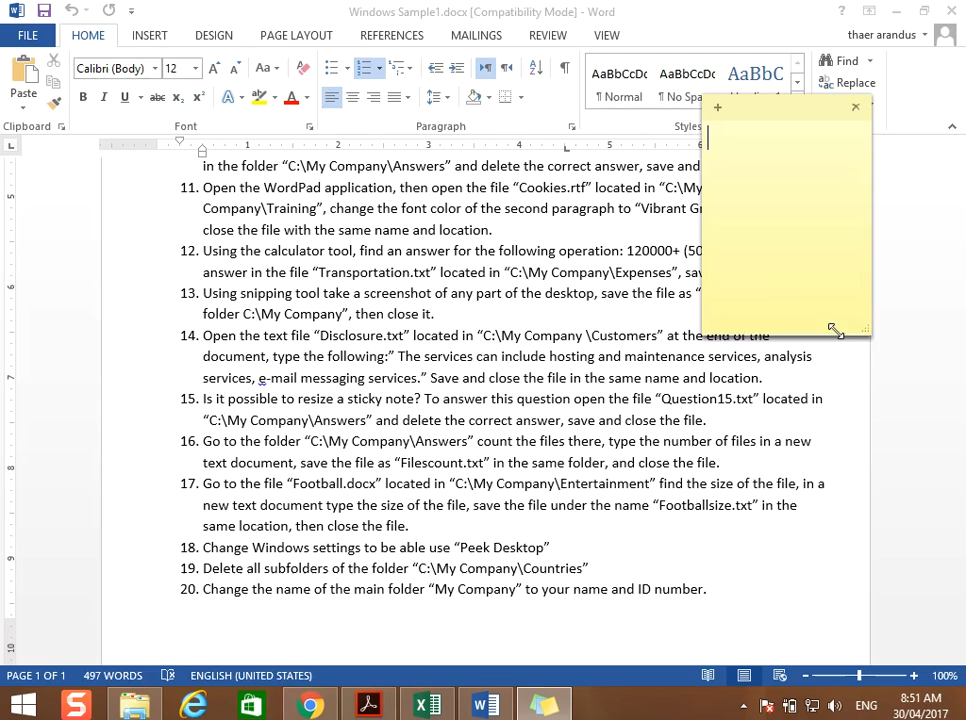 Windows Sample1.docx [Compatibility Mode] - Word
FILE HOME INSERT DESIGN PAGE LAYOUT REFERENCES MAILINGS REVIEW VIEW thaer arandus
Calibri (Body) 12 Aa AaBbCcDc AaBbCcDc AaBbC Find
Paste B I U abc x₂ x² A ab A A Z ¶ Normal ¶ No Spa Replace
Clipboard Font Paragraph Styles
in the folder “C:\My Company\Answers” and delete the correct answer, save and
11. Open the WordPad application, then open the file “Cookies.rtf” located in “C:\My
Company\Training”, change the font color of the second paragraph to “Vibrant Gr
close the file with the same name and location.
12. Using the calculator tool, find an answer for the following operation: 120000+ (50
answer in the file “Transportation.txt” located in “C:\My Company\Expenses”, sav
13. Using snipping tool take a screenshot of any part of the desktop, save the file as “
folder C:\My Company”, then close it.
14. Open the text file “Disclosure.txt” located in “C:\My Company \Customers” at the end of the
document, type the following:” The services can include hosting and maintenance services, analysis
services, e-mail messaging services.” Save and close the file in the same name and location.
15. Is it possible to resize a sticky note? To answer this question open the file “Question15.txt” located in
“C:\My Company\Answers” and delete the correct answer, save and close the file.
16. Go to the folder “C:\My Company\Answers” count the files there, type the number of files in a new
text document, save the file as “Filescount.txt” in the same folder, and close the file.
17. Go to the file “Football.docx” located in “C:\My Company\Entertainment” find the size of the file, in a
new text document type the size of the file, save the file under the name “Footballsize.txt” in the
same location, then close the file.
18. Change Windows settings to be able use “Peek Desktop”
19. Delete all subfolders of the folder “C:\My Company\Countries”
20. Change the name of the main folder “My Company” to your name and ID number.
PAGE 1 OF 1 497 WORDS ENGLISH (UNITED STATES) 100%
ENG 8:51 AM
30/04/2017